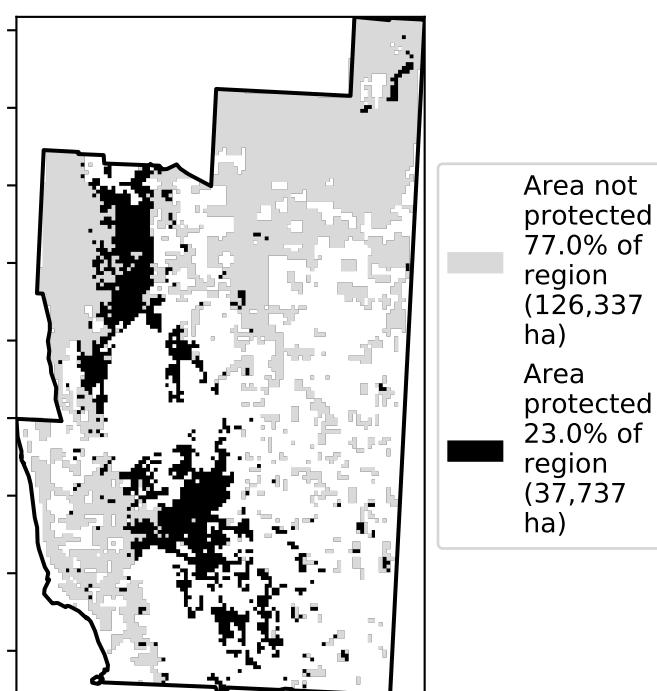 Area not
protected
77.0% of
region
(126,337
ha)
Area
protected
23.0% of
region
(37,737
ha)